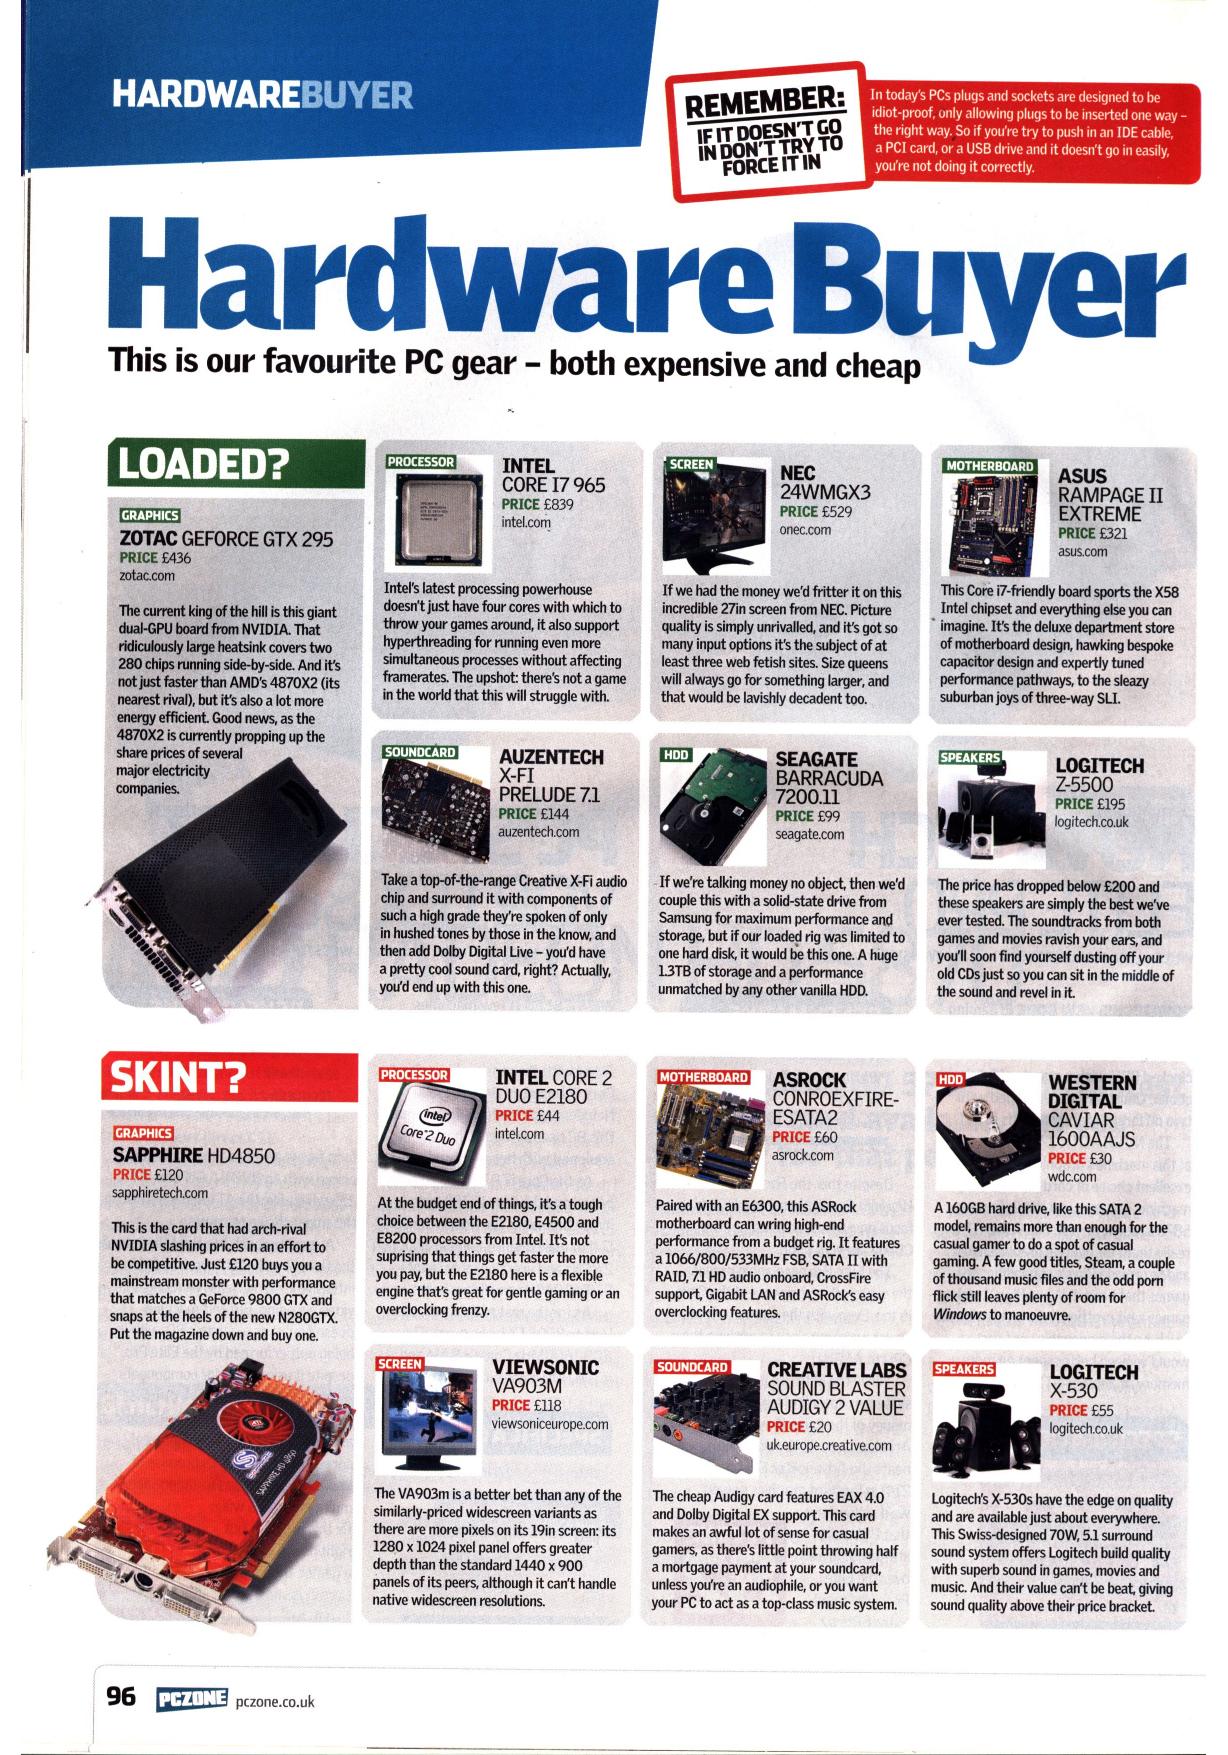 HARDWAREBUYER
REMEMBER:
IF IT DOESN'T GO
IN DON'T TRY TO
FORCE IT IN
In today's PCs plugs and sockets are designed to be
idiot-proof, only allowing plugs to be inserted one way –
the right way. So if you're try to push in an IDE cable,
a PCI card, or a USB drive and it doesn't go in easily,
you're not doing it correctly.
Hardware Buyer
This is our favourite PC gear – both expensive and cheap
LOADED?
GRAPHICS
ZOTAC GEFORCE GTX 295
PRICE £436
zotac.com
The current king of the hill is this giant
dual-GPU board from NVIDIA. That
ridiculously large heatsink covers two
280 chips running side-by-side. And it's
not just faster than AMD's 4870X2 (its
nearest rival), but it's also a lot more
energy efficient. Good news, as the
4870X2 is currently propping up the
share prices of several
major electricity
companies.
PROCESSOR
INTEL
CORE I7 965
PRICE £839
intel.com
Intel's latest processing powerhouse
doesn't just have four cores with which to
throw your games around, it also support
hyperthreading for running even more
simultaneous processes without affecting
framerates. The upshot: there's not a game
in the world that this will struggle with.
SCREEN
NEC
24WMGX3
PRICE £529
onec.com
If we had the money we'd fritter it on this
incredible 27in screen from NEC. Picture
quality is simply unrivalled, and it's got so
many input options it's the subject of at
least three web fetish sites. Size queens
will always go for something larger, and
that would be lavishly decadent too.
MOTHERBOARD
ASUS
RAMPAGE II
EXTREME
PRICE £321
asus.com
This Core i7-friendly board sports the X58
Intel chipset and everything else you can
imagine. It's the deluxe department store
of motherboard design, hawking bespoke
capacitor design and expertly tuned
performance pathways, to the sleazy
suburban joys of three-way SLI.
SOUNDCARD
AUZENTECH
X-FI
PRELUDE 7.1
PRICE £144
auzentech.com
Take a top-of-the-range Creative X-Fi audio
chip and surround it with components of
such a high grade they're spoken of only
in hushed tones by those in the know, and
then add Dolby Digital Live – you'd have
a pretty cool sound card, right? Actually,
you'd end up with this one.
HDD
SEAGATE
BARRACUDA
7200.11
PRICE £99
seagate.com
If we're talking money no object, then we'd
couple this with a solid-state drive from
Samsung for maximum performance and
storage, but if our loaded rig was limited to
one hard disk, it would be this one. A huge
1.3TB of storage and a performance
unmatched by any other vanilla HDD.
SPEAKERS
LOGITECH
Z-5500
PRICE £195
logitech.co.uk
The price has dropped below £200 and
these speakers are simply the best we've
ever tested. The soundtracks from both
games and movies ravish your ears, and
you'll soon find yourself dusting off your
old CDs just so you can sit in the middle of
the sound and revel in it.
SKINT?
GRAPHICS
SAPPHIRE HD4850
PRICE £120
sapphiretech.com
This is the card that had arch-rival
NVIDIA slashing prices in an effort to
be competitive. Just £120 buys you a
mainstream monster with performance
that matches a GeForce 9800 GTX and
snaps at the heels of the new N280GTX.
Put the magazine down and buy one.
SAPPHIRE HD 4850
PROCESSOR
intel
Core 2 Duo
INTEL CORE 2
DUO E2180
PRICE £44
intel.com
At the budget end of things, it's a tough
choice between the E2180, E4500 and
E8200 processors from Intel. It's not
suprising that things get faster the more
you pay, but the E2180 here is a flexible
engine that's great for gentle gaming or an
overclocking frenzy.
MOTHERBOARD
ASROCK
CONROEXFIRE-
ESATA2
PRICE £60
asrock.com
Paired with an E6300, this ASRock
motherboard can wring high-end
performance from a budget rig. It features
a 1066/800/533MHz FSB, SATA II with
RAID, 7.1 HD audio onboard, CrossFire
support, Gigabit LAN and ASRock's easy
overclocking features.
HDD
WESTERN
DIGITAL
CAVIAR
1600AAJS
PRICE £30
wdc.com
A 160GB hard drive, like this SATA 2
model, remains more than enough for the
casual gamer to do a spot of casual
gaming. A few good titles, Steam, a couple
of thousand music files and the odd porn
flick still leaves plenty of room for
Windows to manoeuvre.
SCREEN
VIEWSONIC
VA903M
PRICE £118
viewsoniceurope.com
The VA903m is a better bet than any of the
similarly-priced widescreen variants as
there are more pixels on its 19in screen: its
1280 x 1024 pixel panel offers greater
depth than the standard 1440 x 900
panels of its peers, although it can't handle
native widescreen resolutions.
SOUNDCARD
CREATIVE LABS
SOUND BLASTER
AUDIGY 2 VALUE
PRICE £20
uk.europe.creative.com
The cheap Audigy card features EAX 4.0
and Dolby Digital EX support. This card
makes an awful lot of sense for casual
gamers, as there's little point throwing half
a mortgage payment at your soundcard,
unless you're an audiophile, or you want
your PC to act as a top-class music system.
SPEAKERS
LOGITECH
X-530
PRICE £55
logitech.co.uk
Logitech's X-530s have the edge on quality
and are available just about everywhere.
This Swiss-designed 70W, 5.1 surround
sound system offers Logitech build quality
with superb sound in games, movies and
music. And their value can't be beat, giving
sound quality above their price bracket.
96 PCZONE pczone.co.uk